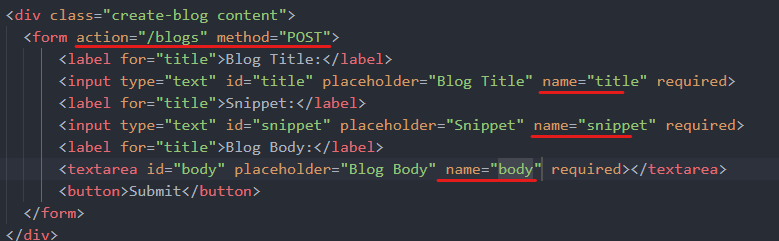 <div class="create-blog content">
<form action="/blogs" method="POST">
<label for="title">Blog Title:</label>
<input type="text" id="title" placeholder="Blog Title" name="title" required>
<label for="title">Snippet:</label>
<input type="text" id="snippet" placeholder="Snippet" name="snippet" required>
<label for="title">Blog Body:</label>
<textarea id="body" placeholder="Blog Body" name="body" required></textarea>
<button>Submit</button>
</form>
</div>